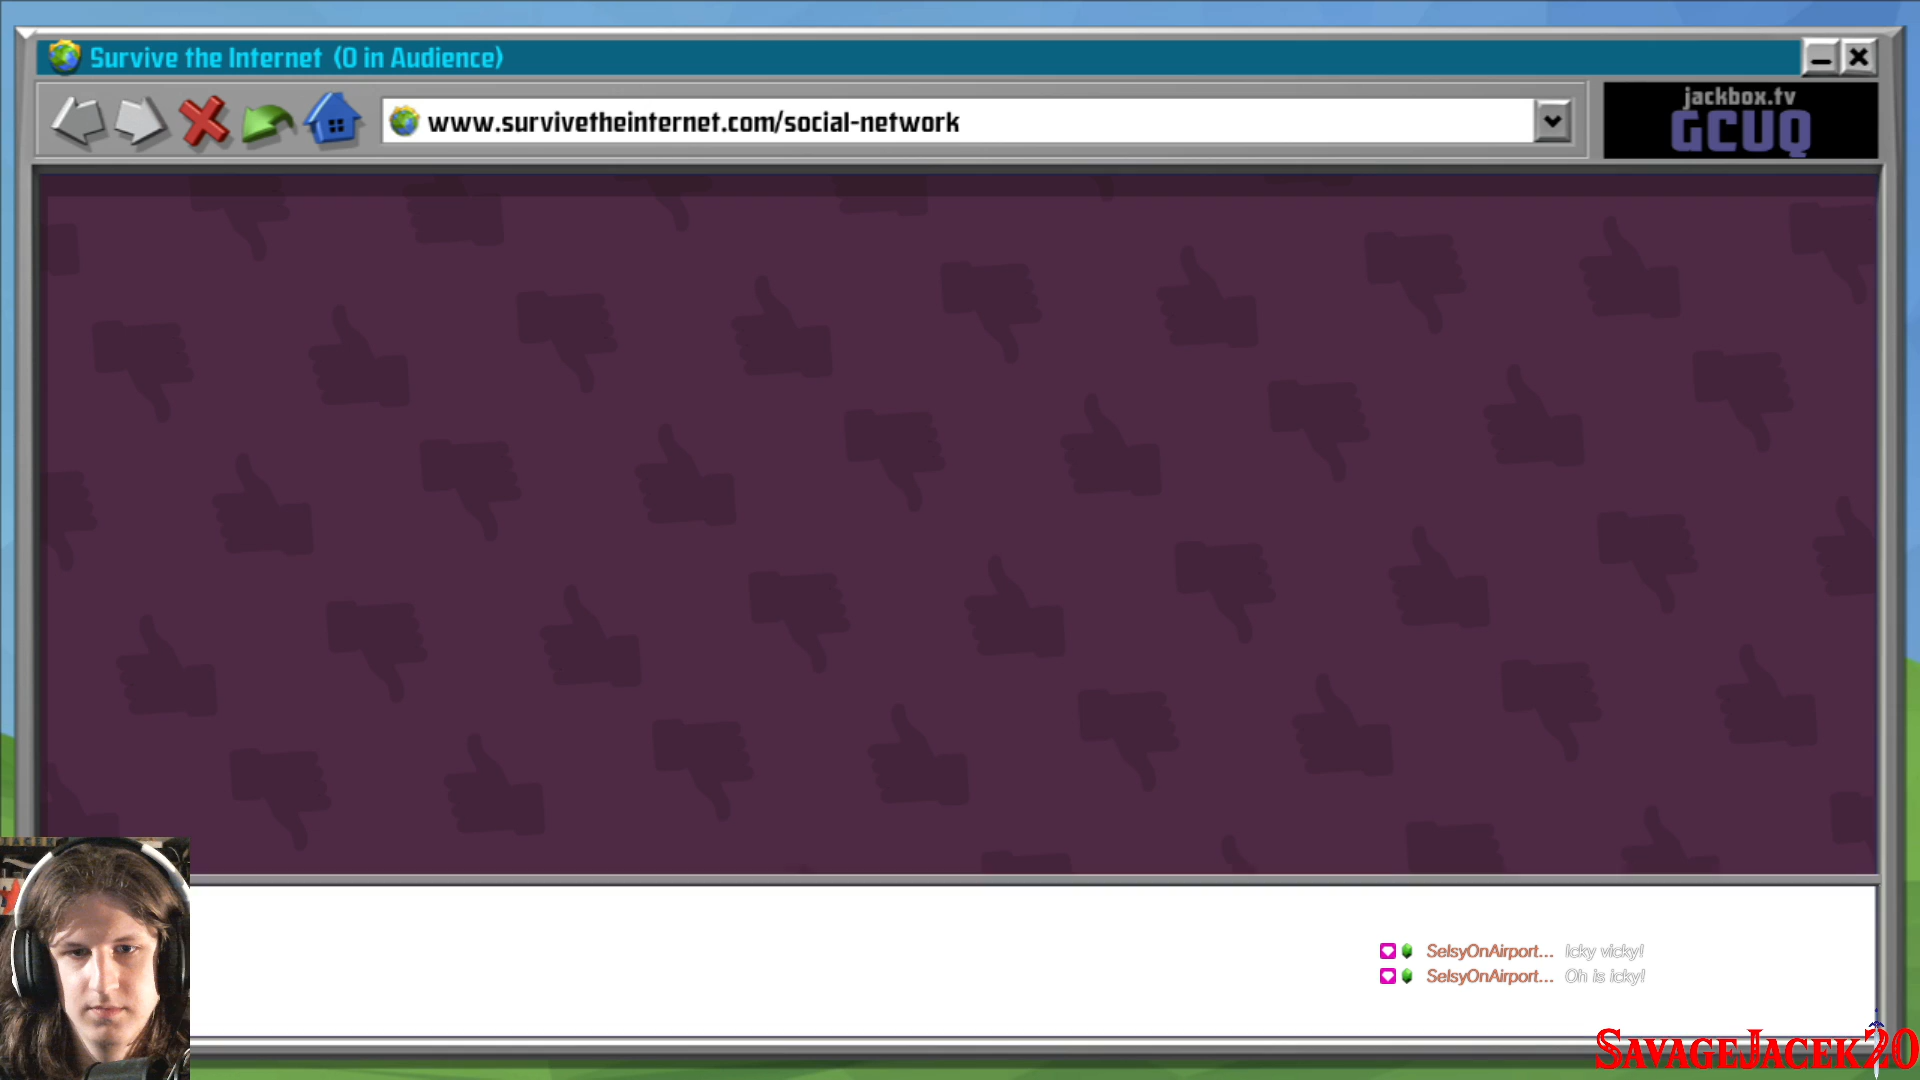 Survive the Internet (0 in Audience)
www.survivetheinternet.com/social-network
jackbox.tv
GCUQ
SelsyOnAirport... Icky vicky!
SelsyOnAirport... Oh is icky!
SavageJacek20